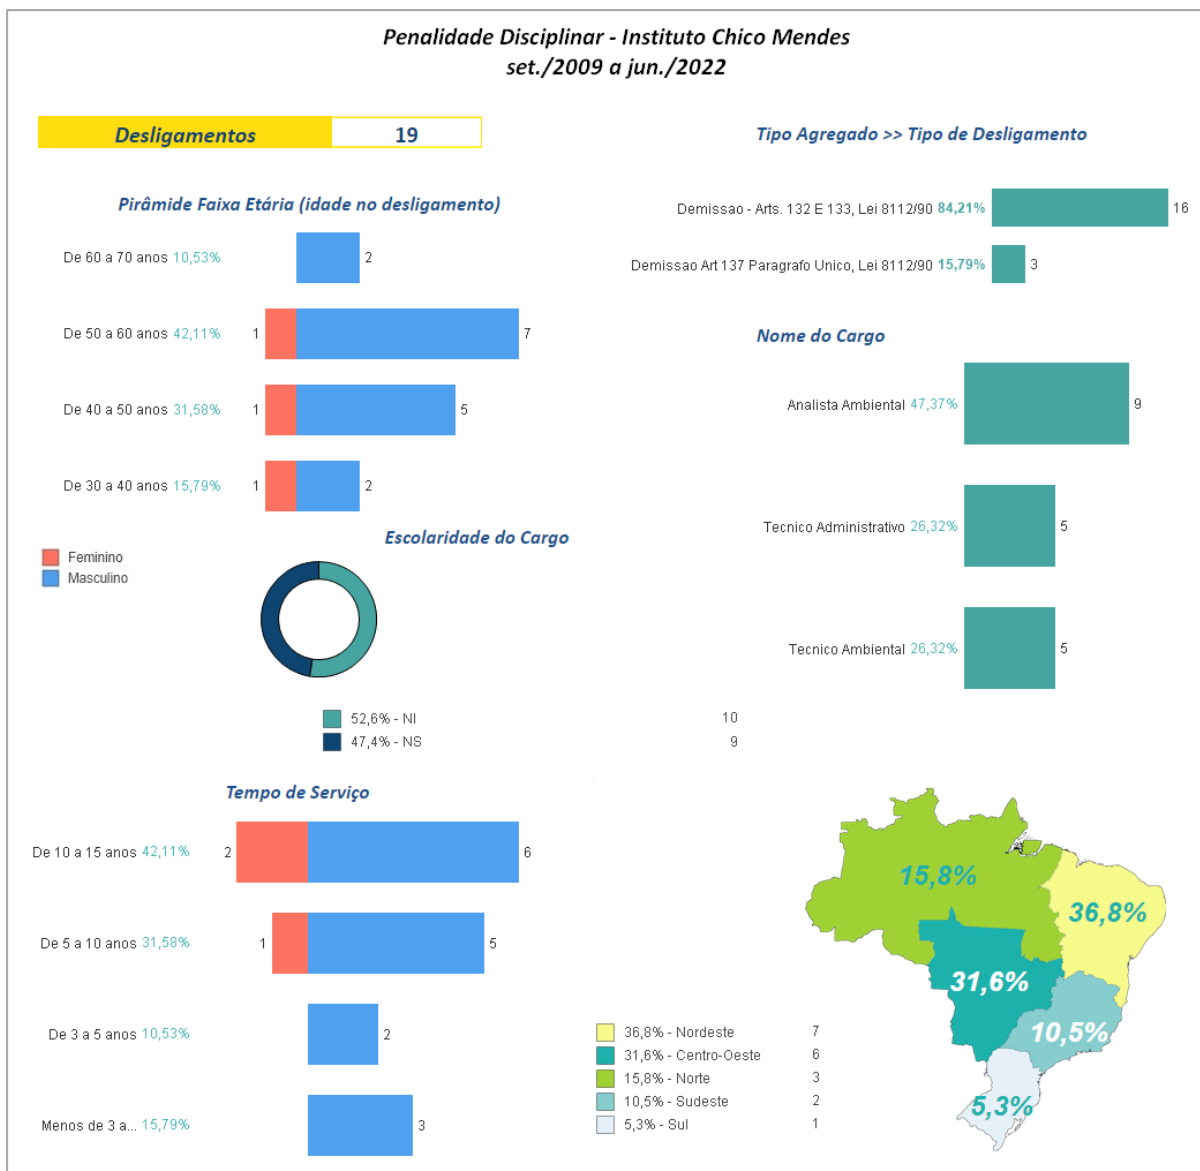 Penalidade Disciplinar - Instituto Chico Mendes
set./2009 a jun./2022
Desligamentos 19
Pirâmide Faixa Etária (idade no desligamento)
De 60 a 70 anos 10,53% 2
De 50 a 60 anos 42,11% 1 7
De 40 a 50 anos 31,58% 1 5
De 30 a 40 anos 15,79% 1 2
Feminino
Masculino
Escolaridade do Cargo
52,6% - NI 10
47,4% - NS 9
Tempo de Serviço
De 10 a 15 anos 42,11% 2 6
De 5 a 10 anos 31,58% 1 5
De 3 a 5 anos 10,53% 2
Menos de 3 a... 15,79% 3
Tipo Agregado >> Tipo de Desligamento
Demissao - Arts. 132 E 133, Lei 8112/90 84,21% 16
Demissao Art 137 Paragrafo Unico, Lei 8112/90 15,79% 3
Nome do Cargo
Analista Ambiental 47,37% 9
Tecnico Administrativo 26,32% 5
Tecnico Ambiental 26,32% 5
15,8%
36,8%
31,6%
10,5%
5,3%
36,8% - Nordeste 7
31,6% - Centro-Oeste 6
15,8% - Norte 3
10,5% - Sudeste 2
5,3% - Sul 1